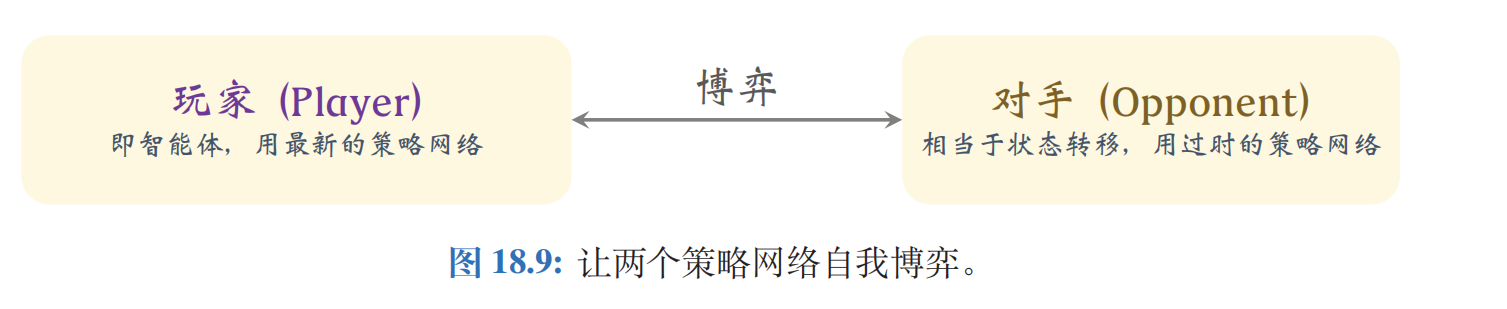 玩家 (Player)
即智能体，用最新的策略网络
博弈
对手 (Opponent)
相当于状态转移，用过时的策略网络
图 18.9: 让两个策略网络自我博弈。